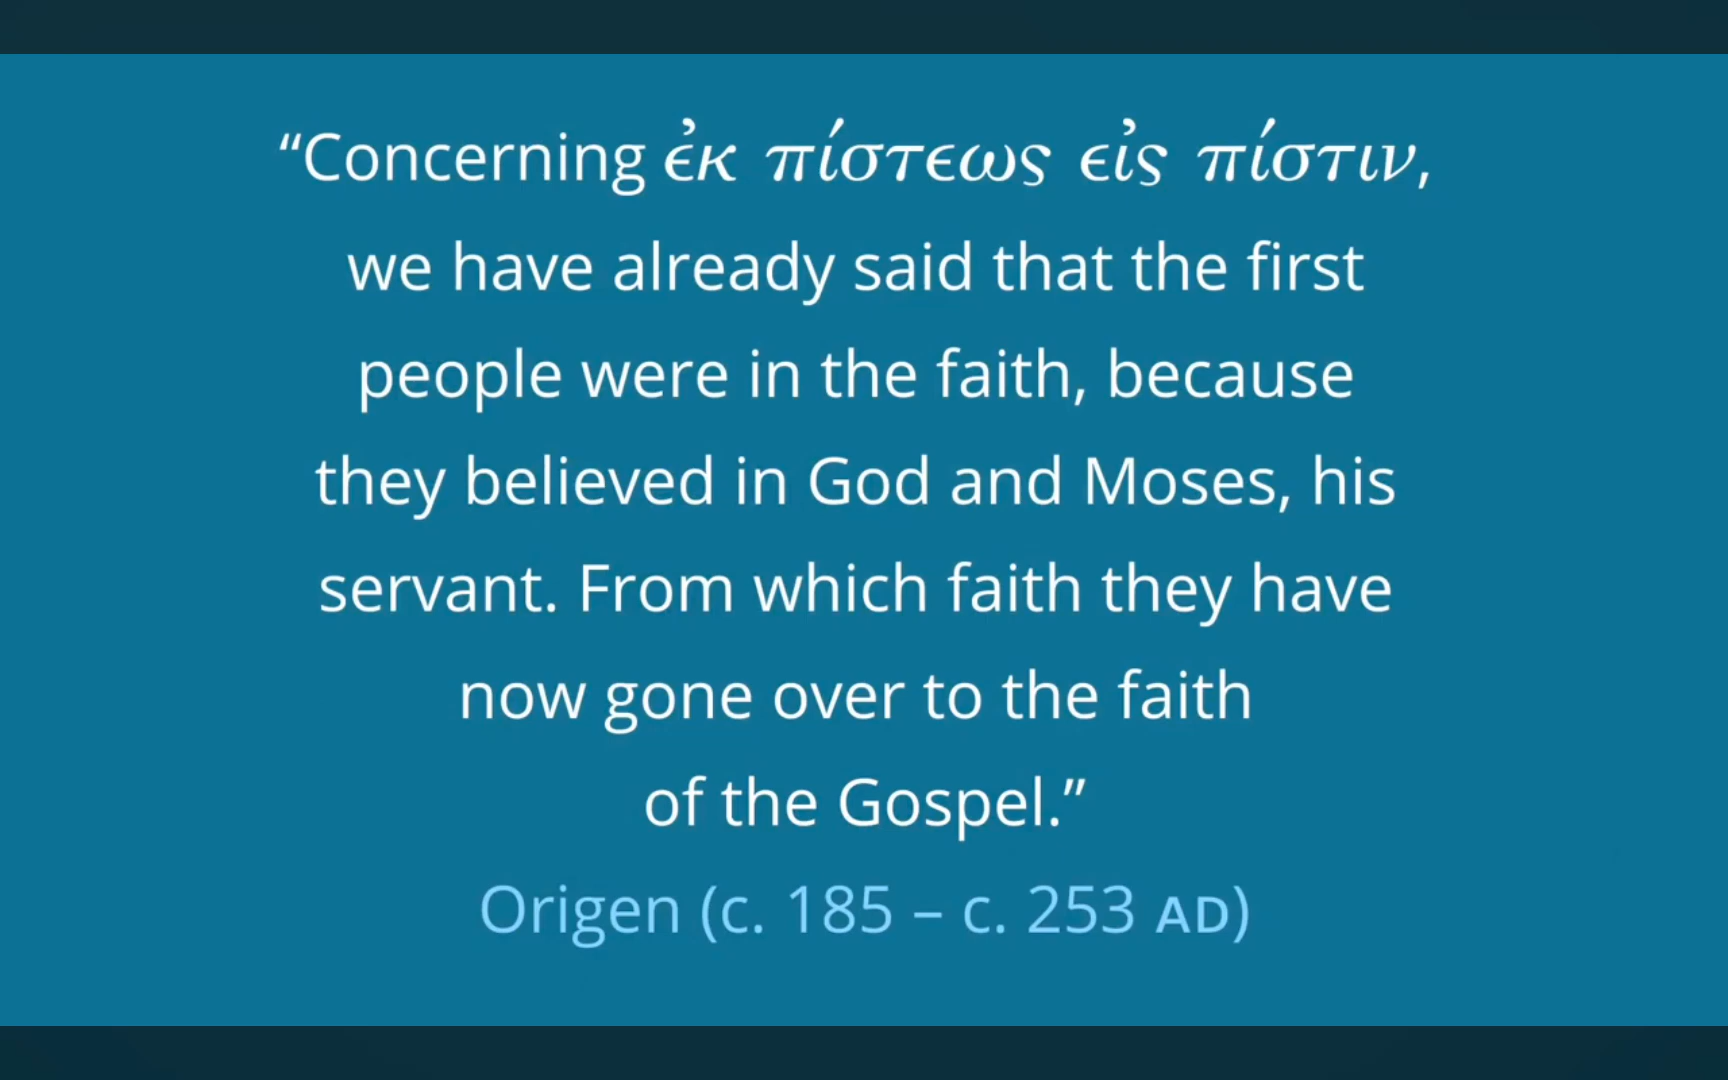 “Concerning ἐκ πίστεως εἰς πίστιν,
we have already said that the first
people were in the faith, because
they believed in God and Moses, his
servant. From which faith they have
now gone over to the faith
of the Gospel.”
Origen (c. 185 – c. 253 AD)